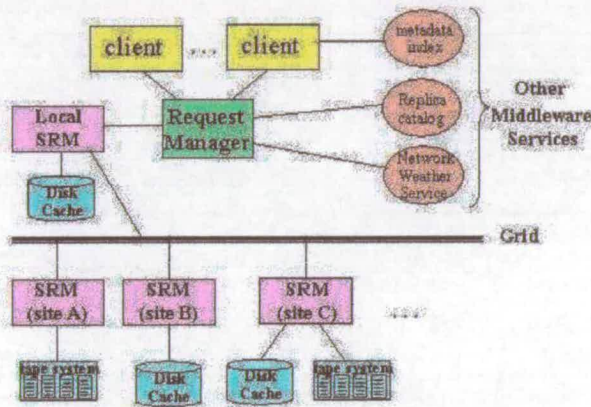 client
...
client
metadata
index
Local
SRM
Request
Manager
Replica
catalog
Other
Middleware
Services
Network
Weather
Service
Disk
Cache
Grid
SRM
(site A)
SRM
(site B)
SRM
(site C)
...
tape system
Disk
Cache
Disk
Cache
tape system